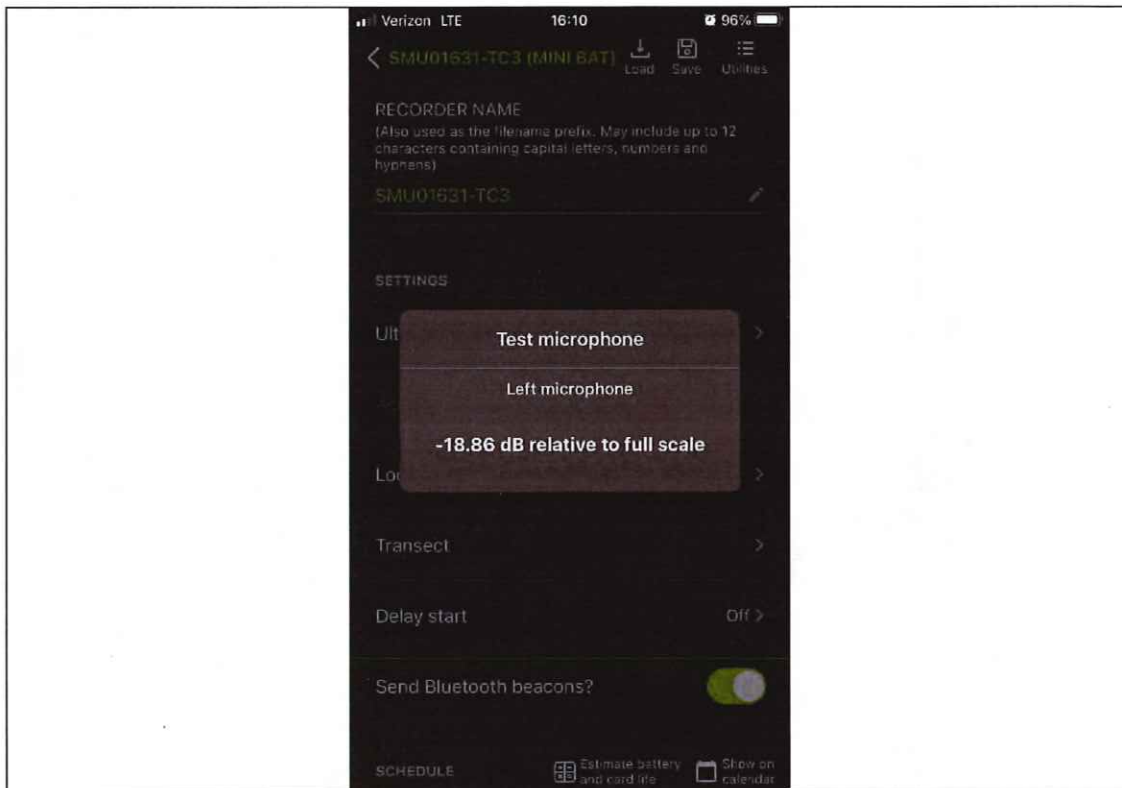 Verizon LTE 16:10 96%
SMU01631-TC3 (MINI BAT) Load Save Utilities
RECORDER NAME
(Also used as the filename prefix. May include up to 12
characters containing capital letters, numbers and
hyphens)
SMU01631-TC3
SETTINGS
Ult
Test microphone
Left microphone
-18.86 dB relative to full scale
Loc
Transect
Delay start Off
Send Bluetooth beacons?
SCHEDULE
Estimate battery
and card life
Show on
calendar